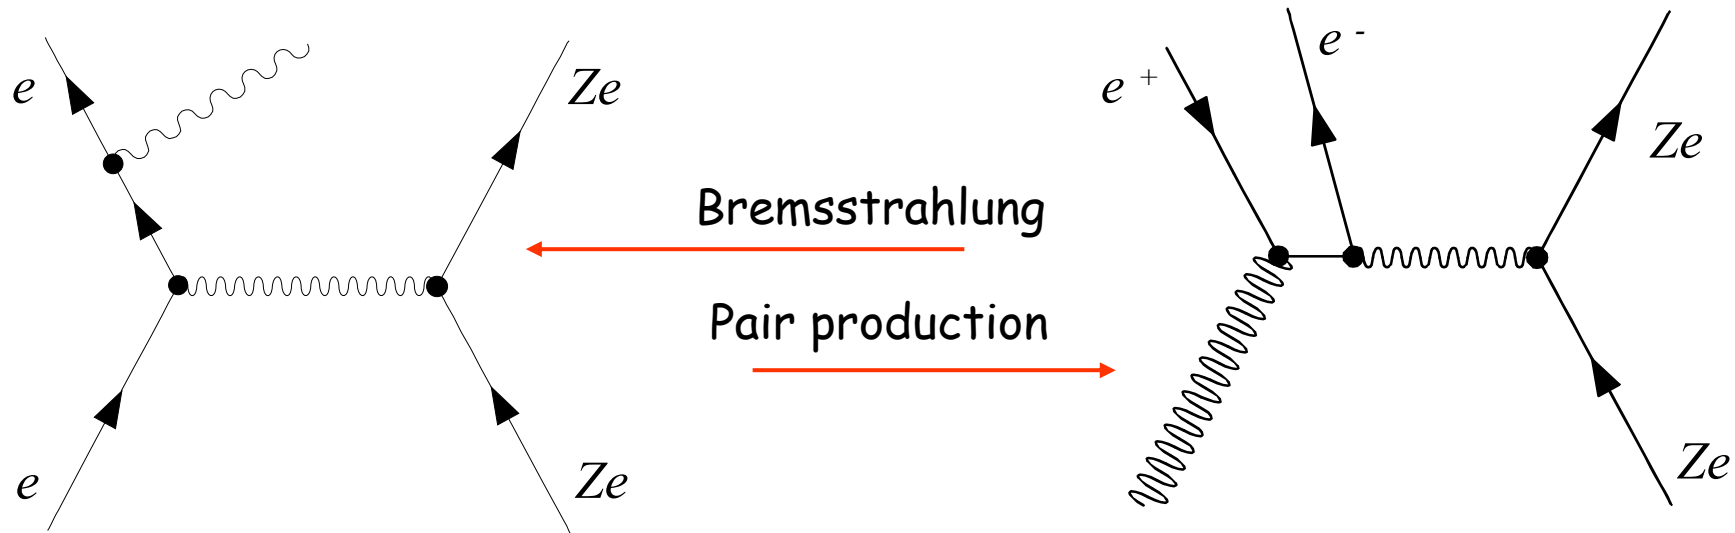 e
Ze
e
Ze
Bremsstrahlung
Pair production
e +
e -
Ze
Ze